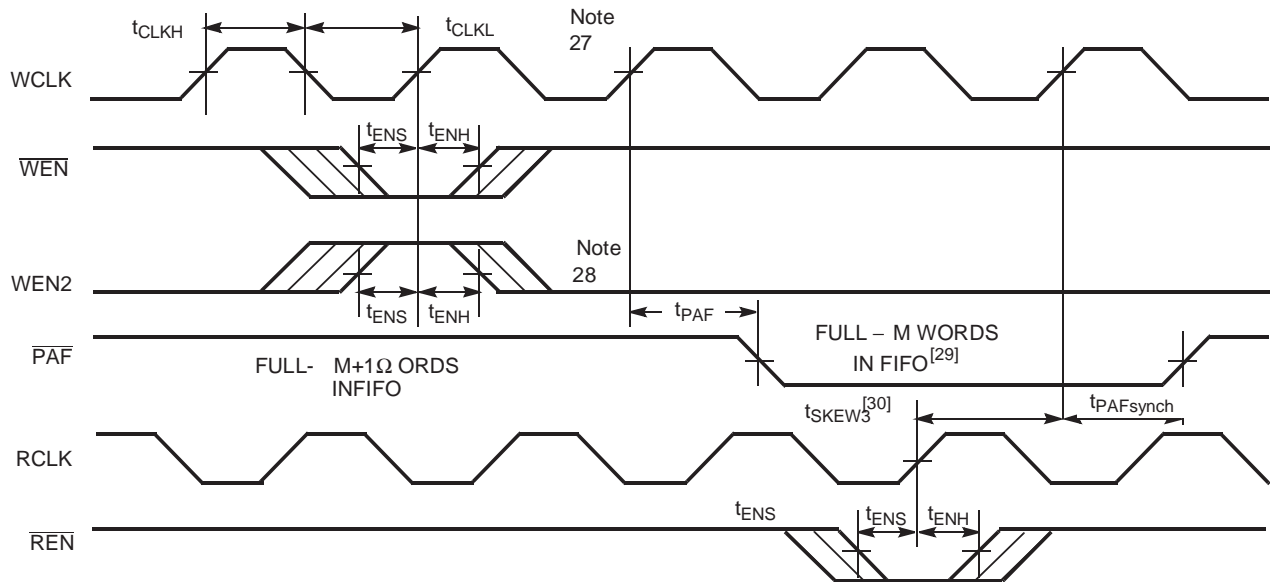 Note
27
tCLKH
tCLKL
WCLK
tENS tENH
WEN
Note
28
WEN2
tENS tENH
tPAF
PAF
FULL- M+1Ω ORDS
INFIFO
FULL – M WORDS
IN FIFO[29]
tSKEW3[30]
tPAFsynch
RCLK
tENS
tENS tENH
REN